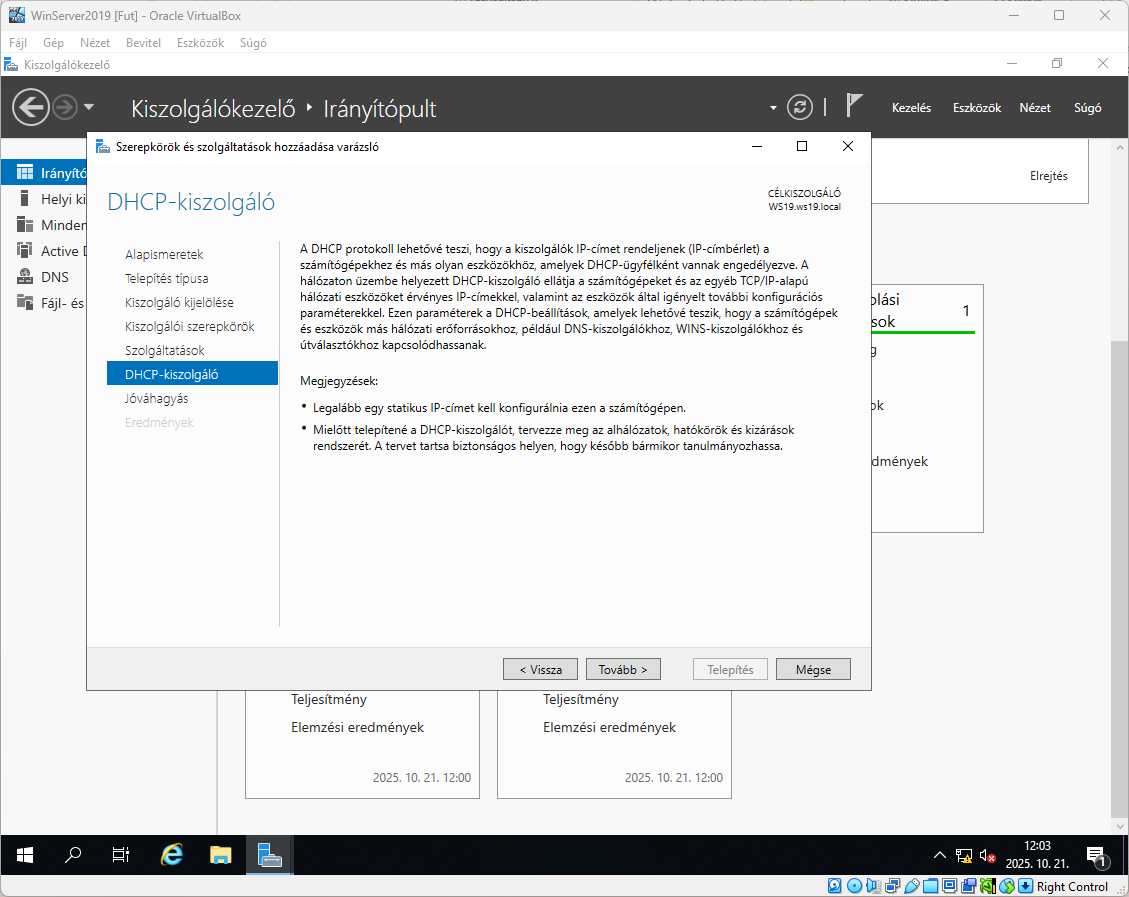 WinServer2019 [Fut] - Oracle VirtualBox
Fájl Gép Nézet Bevitel Eszközök Súgó
Kiszolgálókezelő
Kiszolgálókezelő Irányítópult
Kezelés Eszközök Nézet Súgó
Szerepkörök és szolgáltatások hozzáadása varázsló
Elrejtés
Irányító
Helyi ki
Minden
Active D
DNS
Fájl- és
DHCP-kiszolgáló
CÉLKISZOLGÁLÓ
WS19.ws19.local
Alapismeretek
Telepítés típusa
Kiszolgáló kijelölése
Kiszolgálói szerepkörök
Szolgáltatások
DHCP-kiszolgáló
Jóváhagyás
Eredmények
A DHCP protokoll lehetővé teszi, hogy a kiszolgálók IP-címet rendeljenek (IP-címbérlet) a
számítógépekhez és más olyan eszközökhöz, amelyek DHCP-ügyfélként vannak engedélyezve. A
hálózaton üzembe helyezett DHCP-kiszolgáló ellátja a számítógépeket és az egyéb TCP/IP-alapú
hálózati eszközöket érvényes IP-címekkel, valamint az eszközök által igényelt további konfigurációs
paraméterekkel. Ezen paraméterek a DHCP-beállítások, amelyek lehetővé teszik, hogy a számítógépek
és eszközök más hálózati erőforrásokhoz, például DNS-kiszolgálókhoz, WINS-kiszolgálókhoz és
útválasztókhoz kapcsolódhassanak.
Megjegyzések:
• Legalább egy statikus IP-címet kell konfigurálnia ezen a számítógépen.
• Mielőtt telepítené a DHCP-kiszolgálót, tervezze meg az alhálózatok, hatókörök és kizárások
rendszerét. A tervet tartsa biztonságos helyen, hogy később bármikor tanulmányozhassa.
olási
sok 1
g
ok
dmények
< Vissza Tovább > Telepítés Mégse
Teljesítmény
Elemzési eredmények
2025. 10. 21. 12:00
Teljesítmény
Elemzési eredmények
2025. 10. 21. 12:00
12:03
2025. 10. 21.
1
Right Control